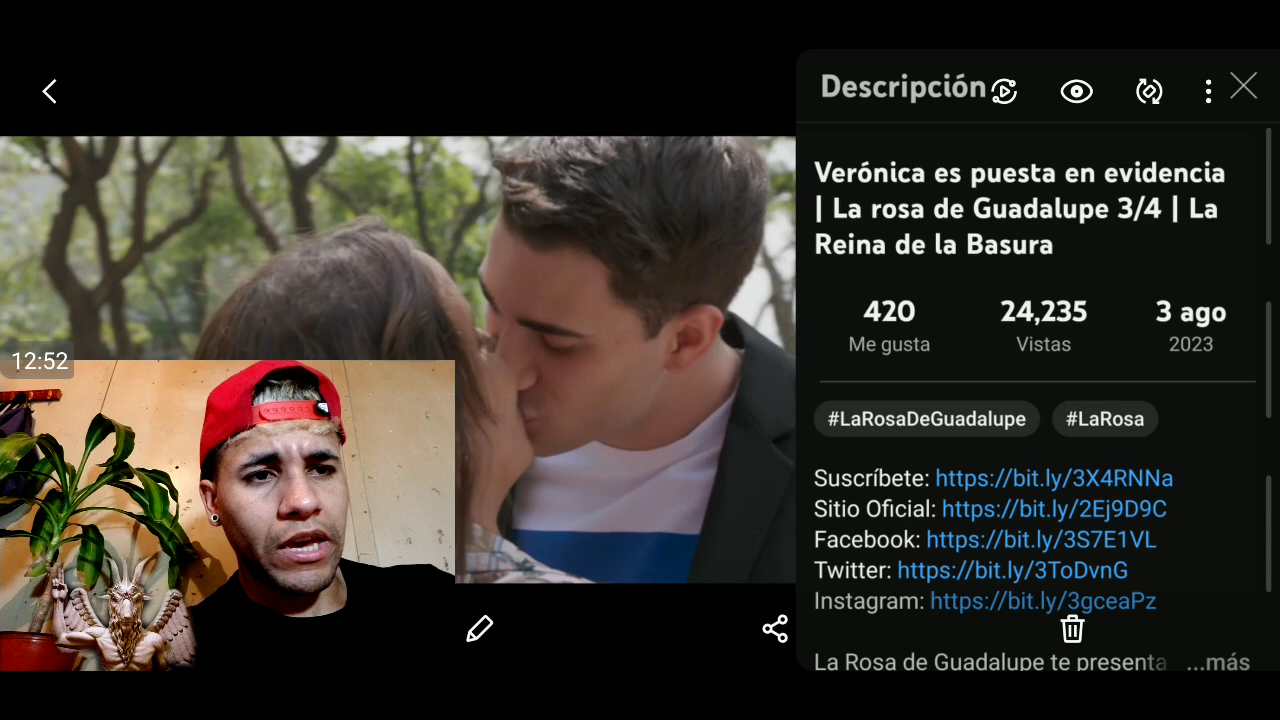 Descripción
Verónica es puesta en evidencia
| La rosa de Guadalupe 3/4 | La
Reina de la Basura
420
Me gusta
24,235
Vistas
3 ago
2023
#LaRosaDeGuadalupe
#LaRosa
Suscríbete: https://bit.ly/3X4RNNa
Sitio Oficial: https://bit.ly/2Ej9D9C
Facebook: https://bit.ly/3S7E1VL
Twitter: https://bit.ly/3ToDvnG
Instagram: https://bit.ly/3gceaPz
La Rosa de Guadalupe te presenta ...más
12:52